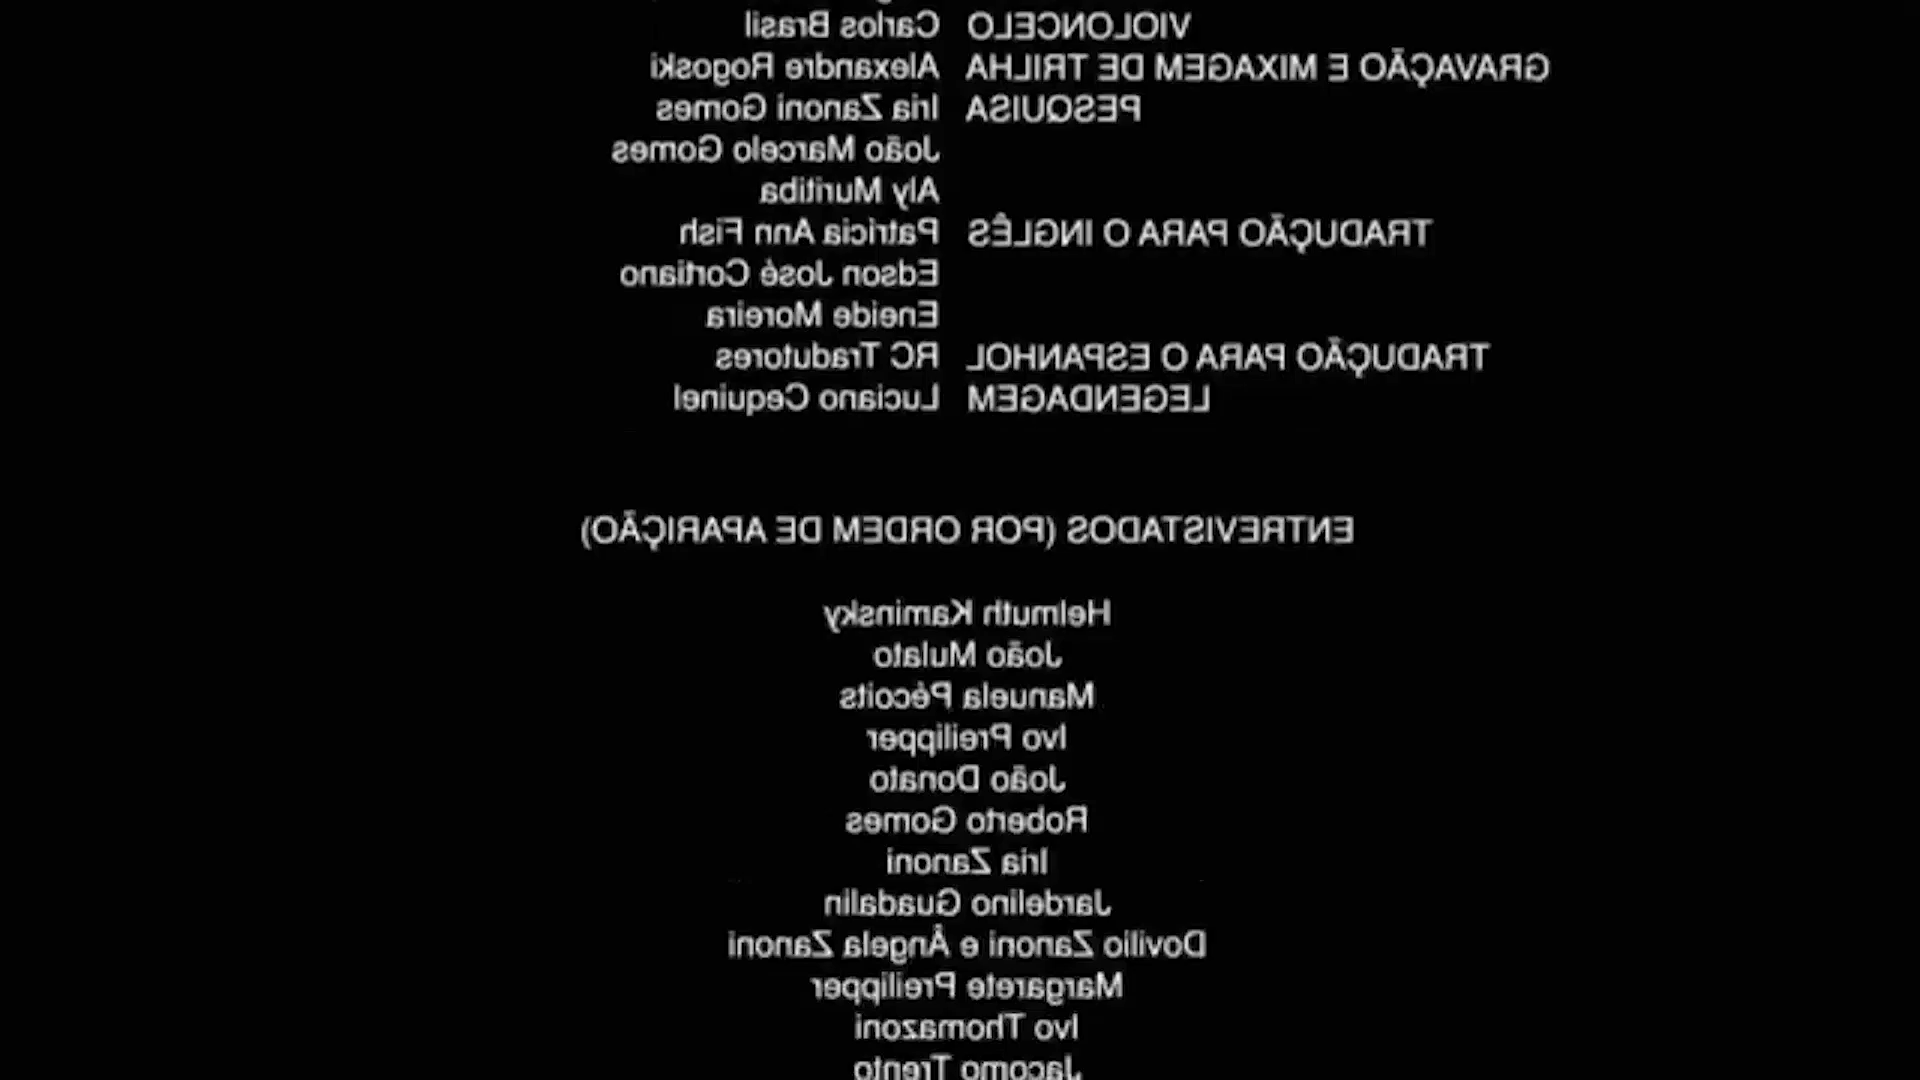 VIOLONCELO Carlos Brasil
GRAVAÇÃO E MIXAGEM DE TRILHA Alexandre Rogoski
PESQUISA Iria Zanoni Gomes
João Marcelo Gomes
Aly Muritiba
TRADUÇÃO PARA O INGLÊS Patrícia Ann Fish
Edson José Cortiano
Eneide Moreira
TRADUÇÃO PARA O ESPANHOL RC Tradutores
LEGENDAGEM Luciano Cequinel
ENTREVISTADOS (POR ORDEM DE APARIÇÃO)
Helmuth Kaminsky
João Mulato
Manuela Pécoits
Ivo Preilipper
João Donato
Roberto Gomes
Iria Zanoni
Jardelino Guadalin
Dovilio Zanoni e Ângela Zanoni
Margarete Preilipper
Ivo Thomazoni
Jacomo Trento